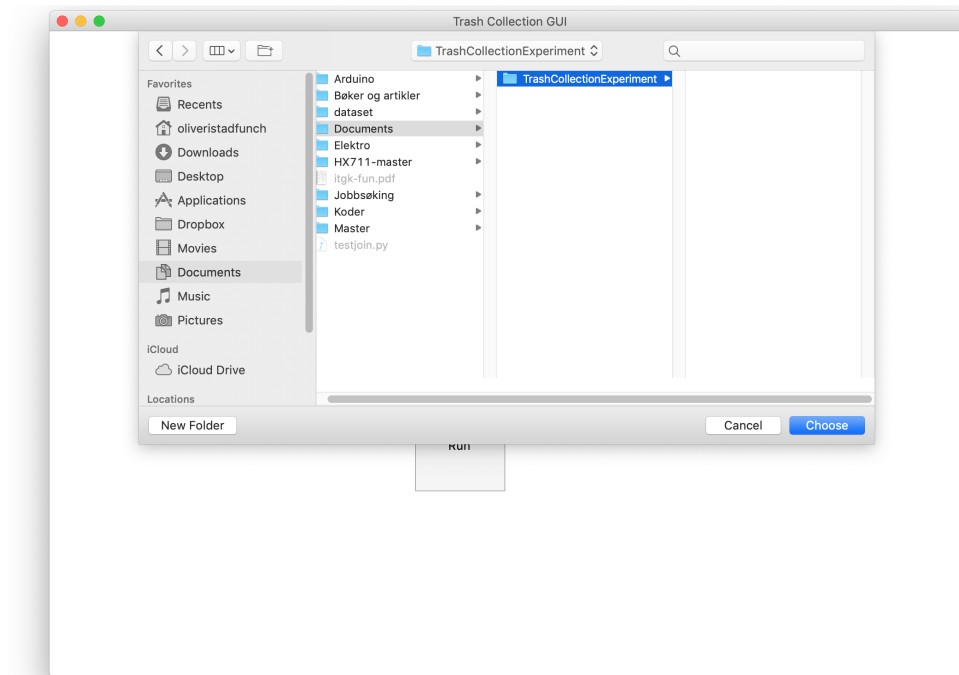 Trash Collection GUI
TrashCollectionExperiment
Favorites
Recents
oliveristadfunch
Downloads
Desktop
Applications
Dropbox
Movies
Documents
Music
Pictures
iCloud
iCloud Drive
Locations
Arduino
Bøker og artikler
dataset
Documents
Elektro
HX711-master
itgk-fun.pdf
Jobbsøking
Koder
Master
testjoin.py
TrashCollectionExperiment
New Folder
Cancel
Choose
Run